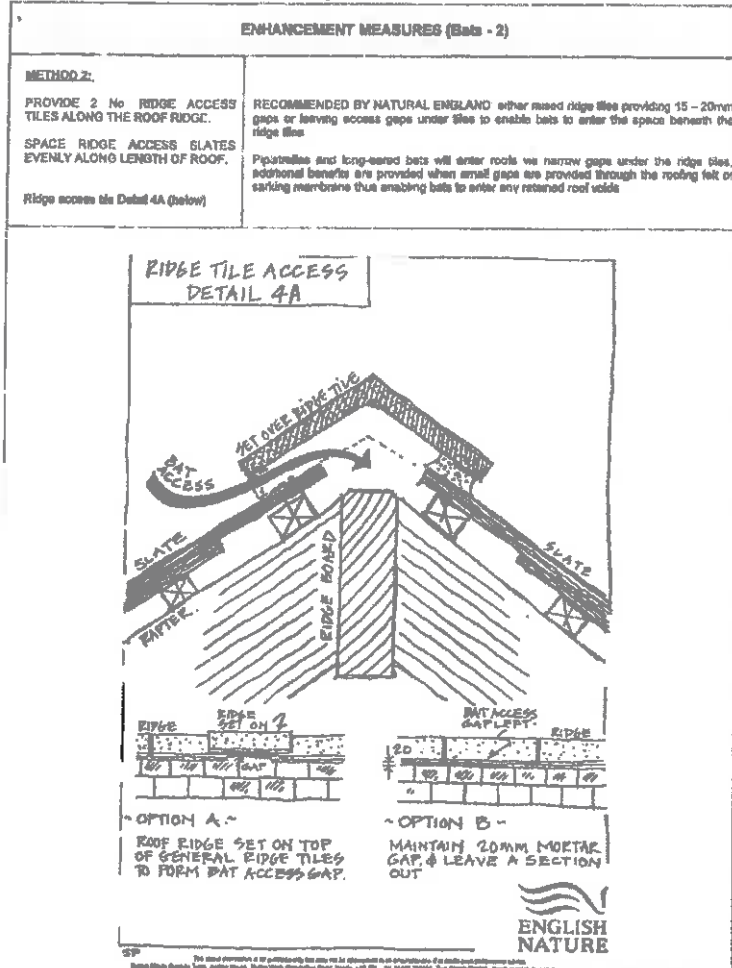 ENHANCEMENT MEASURES (Bats - 2)
METHOD 2:
PROVIDE 2 No RIDGE ACCESS
TILES ALONG THE ROOF RIDGE.
SPACE RIDGE ACCESS SLATES
EVENLY ALONG LENGTH OF ROOF.
Ridge access tile Detail 4A (below)
RECOMMENDED BY NATURAL ENGLAND either raised ridge tiles providing 15 – 20mm
gaps or leaving access gaps under tiles to enable bats to enter the space beneath the
ridge tiles
Pipistrelles and long-eared bats will enter roofs via narrow gaps under the ridge tiles,
additional benefits are provided when small gaps are provided through the roofing felt or
sarking membrane thus enabling bats to enter any retained roof voids
RIDGE TILE ACCESS
DETAIL 4A
SET OVER RIDGE TILE
BAT
ACCESS
SLATE
SLATE
RAFTER.
RIDGE BOARD
RIDGE
RIDGE
SET ON
GAP
BAT ACCESS
GAP LEFT
RIDGE
20
~ OPTION A ~
ROOF RIDGE SET ON TOP
OF GENERAL RIDGE TILES
TO FORM BAT ACCESS GAP.
~ OPTION B ~
MAINTAIN 20mm MORTAR
GAP & LEAVE A SECTION
OUT
ENGLISH
NATURE
SP